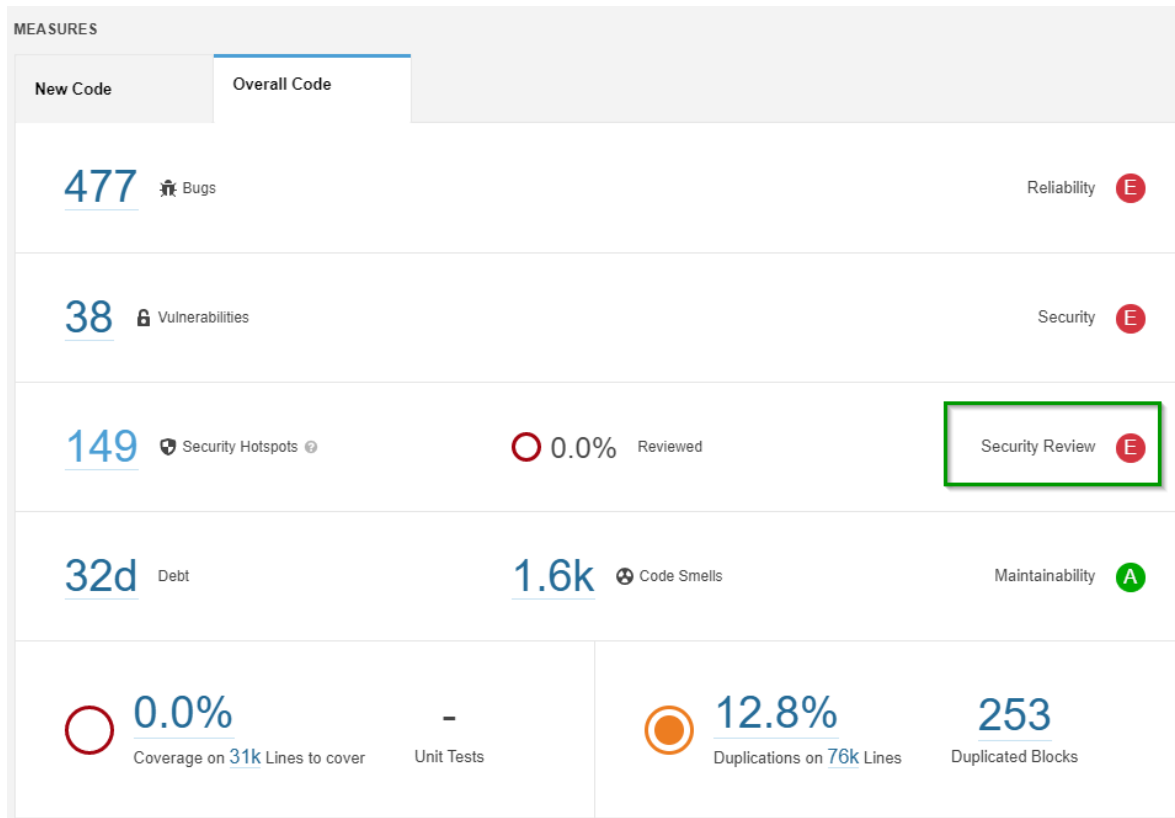 MEASURES
New Code
Overall Code
477 Bugs Reliability E
38 Vulnerabilities Security E
149 Security Hotspots ? 0.0% Reviewed Security Review E
32d Debt 1.6k Code Smells Maintainability A
0.0% - 12.8% 253
Coverage on 31k Lines to cover Unit Tests Duplications on 76k Lines Duplicated Blocks